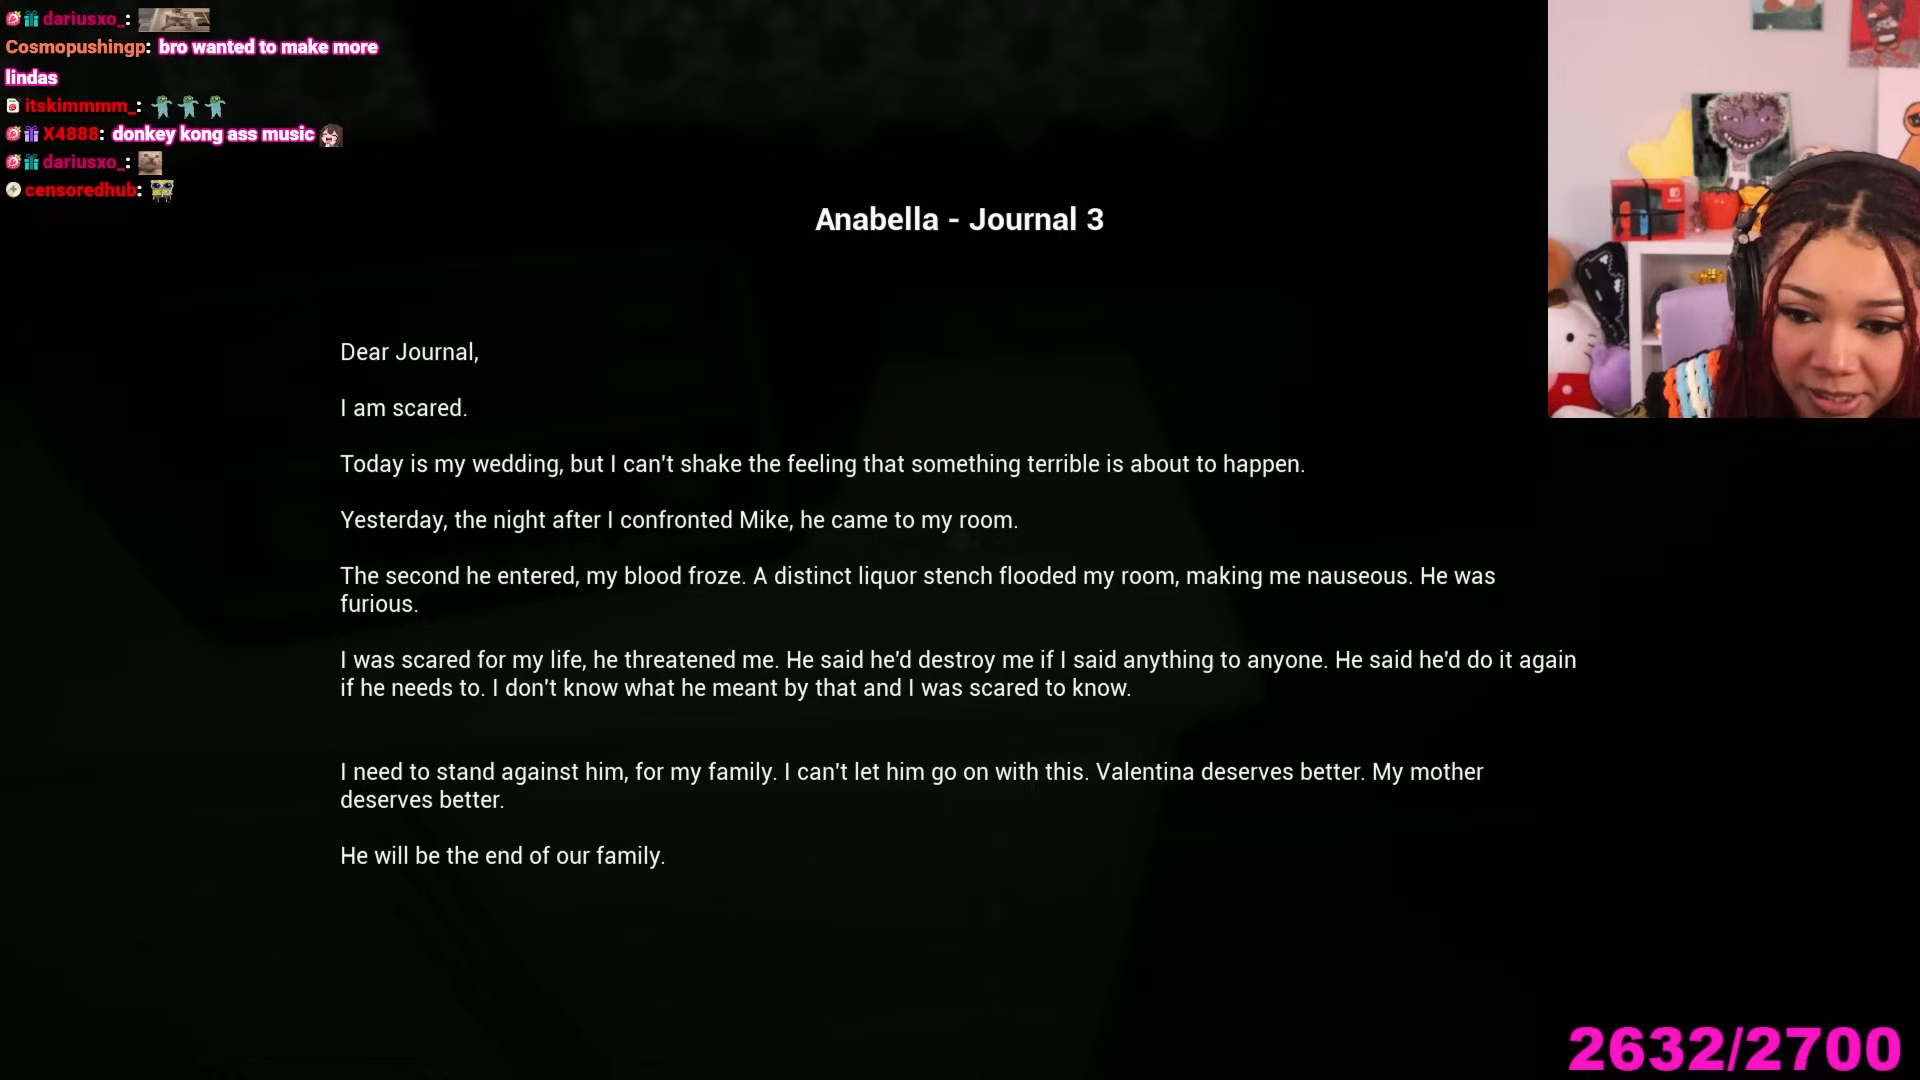 dariusxo_:
Cosmopushingp: bro wanted to make more
lindas
itskimmmm_:
X4888: donkey kong ass music
dariusxo_:
censoredhub:
Anabella - Journal 3
Dear Journal,
I am scared.
Today is my wedding, but I can't shake the feeling that something terrible is about to happen.
Yesterday, the night after I confronted Mike, he came to my room.
The second he entered, my blood froze. A distinct liquor stench flooded my room, making me nauseous. He was
furious.
I was scared for my life, he threatened me. He said he'd destroy me if I said anything to anyone. He said he'd do it again
if he needs to. I don't know what he meant by that and I was scared to know.
I need to stand against him, for my family. I can't let him go on with this. Valentina deserves better. My mother
deserves better.
He will be the end of our family.
2632/2700